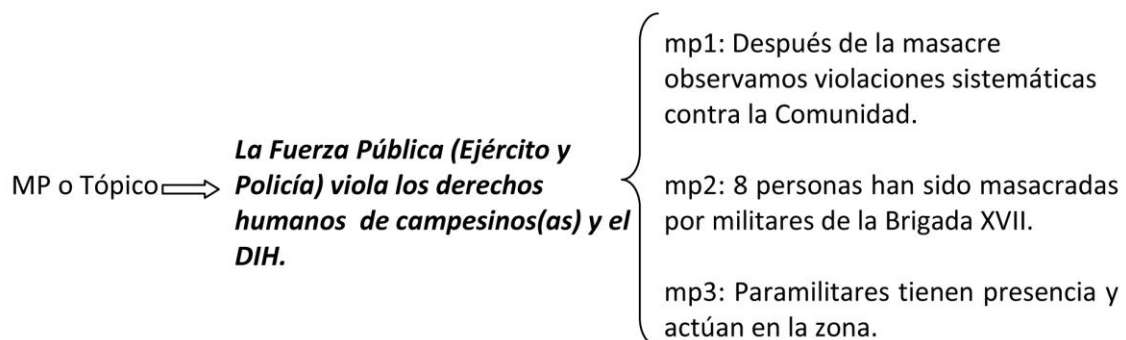 MP o Tópico
La Fuerza Pública (Ejército y
Policía) viola los derechos
humanos de campesinos(as) y el
DIH.
mp1: Después de la masacre
observamos violaciones sistemáticas
contra la Comunidad.
mp2: 8 personas han sido masacradas
por militares de la Brigada XVII.
mp3: Paramilitares tienen presencia y
actúan en la zona.